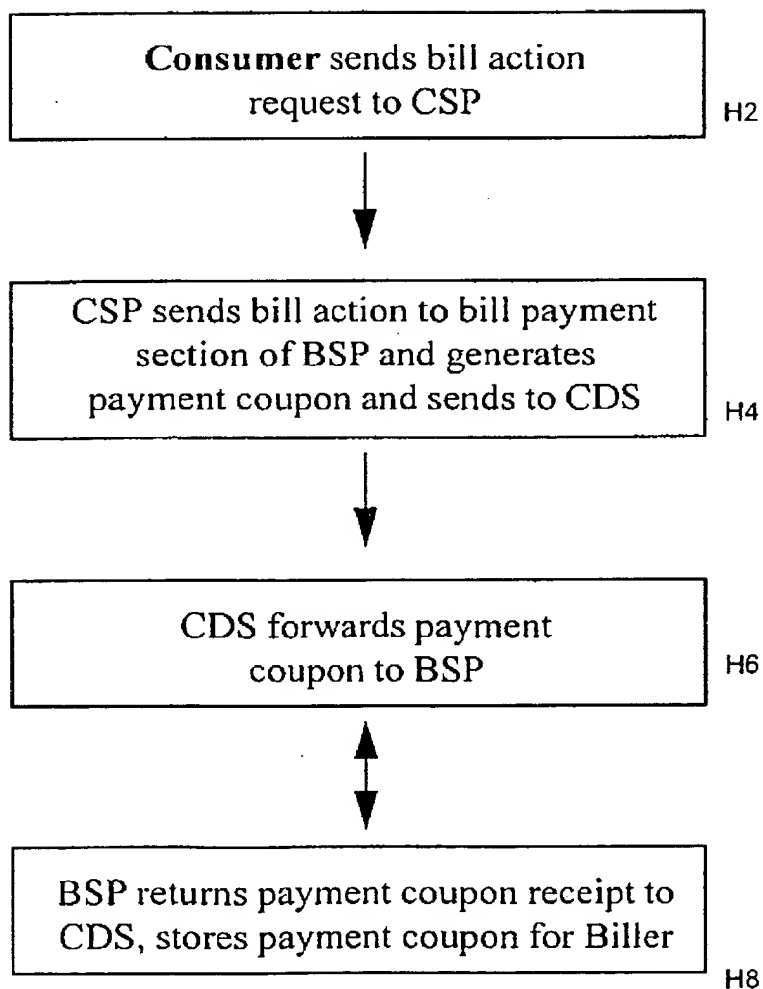 Consumer sends bill action
request to CSP
H2
CSP sends bill action to bill payment
section of BSP and generates
payment coupon and sends to CDS
H4
CDS forwards payment
coupon to BSP
H6
BSP returns payment coupon receipt to
CDS, stores payment coupon for Biller
H8